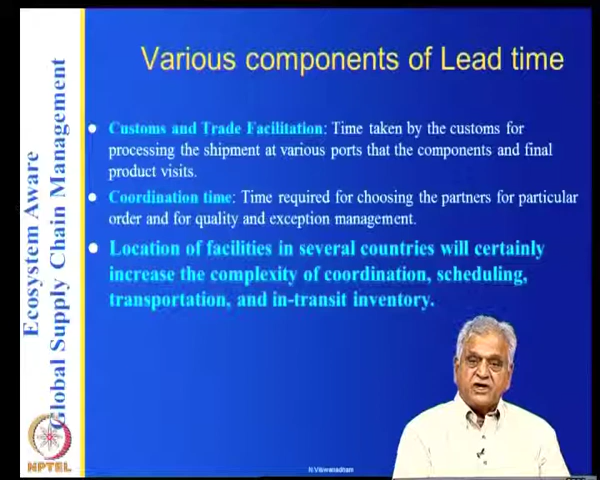 Various components of Lead time
Customs and Trade Facilitation: Time taken by the customs for
processing the shipment at various ports that the components and final
product visits.
Coordination time: Time required for choosing the partners for particular
order and for quality and exception management.
Location of facilities in several countries will certainly
increase the complexity of coordination, scheduling,
transportation, and in-transit inventory.
Ecosystem Aware
Global Supply Chain Management
NPTEL
N.Viswanadham